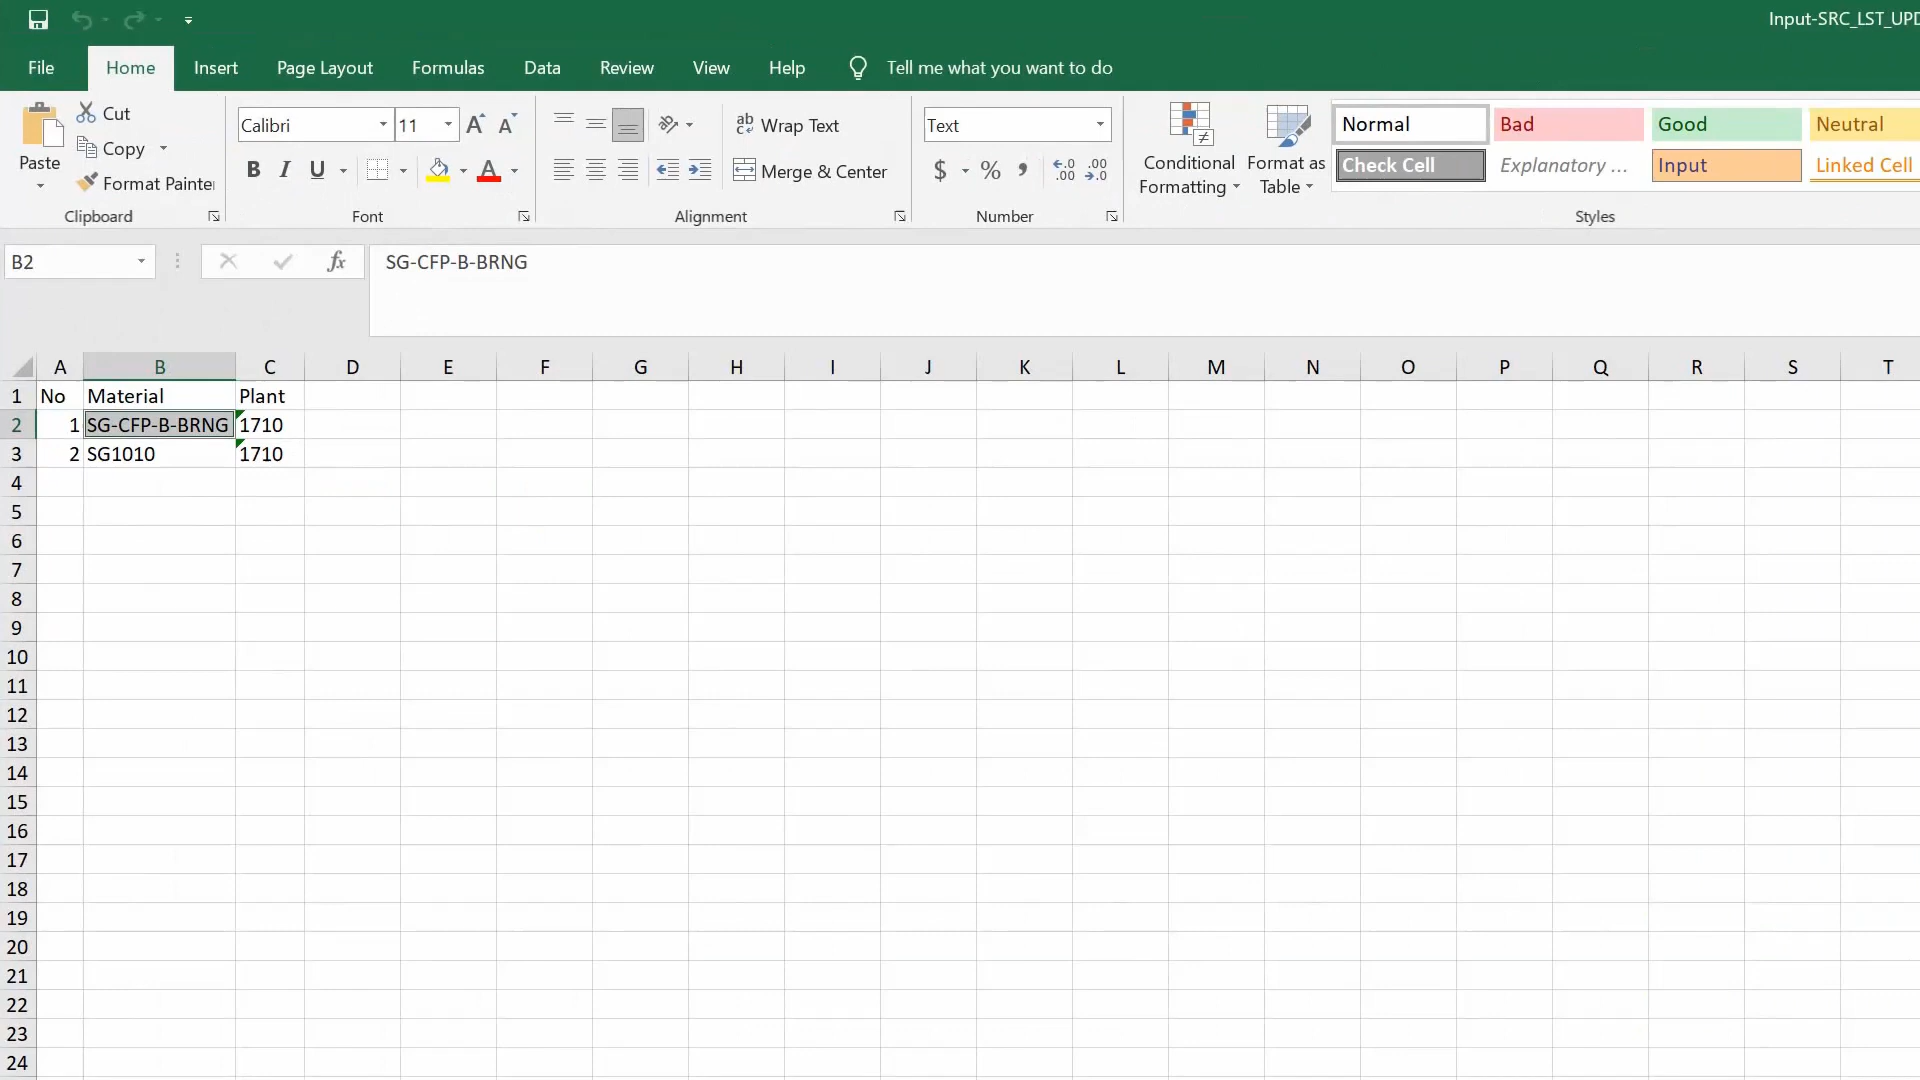 Input-SRC_LST_UPD
File Home Insert Page Layout Formulas Data Review View Help Tell me what you want to do
Paste
Cut
Copy
Format Painter
Clipboard
Calibri 11
B I U
Font
Wrap Text
Merge & Center
Alignment
Text
$ % ,
Number
Conditional Formatting
Format as Table
Normal Bad Good Neutral
Check Cell Explanatory ... Input Linked Cell
Styles
B2 fx SG-CFP-B-BRNG
A B C D E F G H I J K L M N O P Q R S T
1 No Material Plant
2 1 SG-CFP-B-BRNG 1710
3 2 SG1010 1710
4
5
6
7
8
9
10
11
12
13
14
15
16
17
18
19
20
21
22
23
24